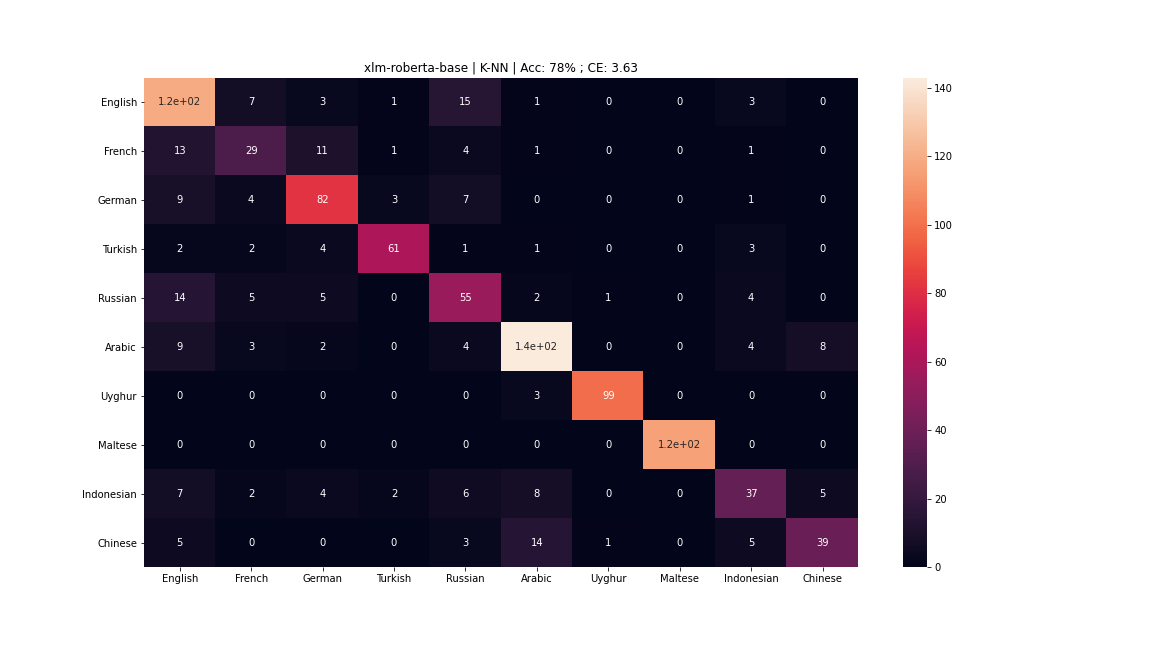 xlm-roberta-base | K-NN | Acc: 78% ; CE: 3.63
English 1.2e+02 7 3 1 15 1 0 0 3 0
French 13 29 11 1 4 1 0 0 1 0
German 9 4 82 3 7 0 0 0 1 0
Turkish 2 2 4 61 1 1 0 0 3 0
Russian 14 5 5 0 55 2 1 0 4 0
Arabic 9 3 2 0 4 1.4e+02 0 0 4 8
Uyghur 0 0 0 0 0 3 99 0 0 0
Maltese 0 0 0 0 0 0 0 1.2e+02 0 0
Indonesian 7 2 4 2 6 8 0 0 37 5
Chinese 5 0 0 0 3 14 1 0 5 39
English French German Turkish Russian Arabic Uyghur Maltese Indonesian Chinese
140
120
100
80
60
40
20
0